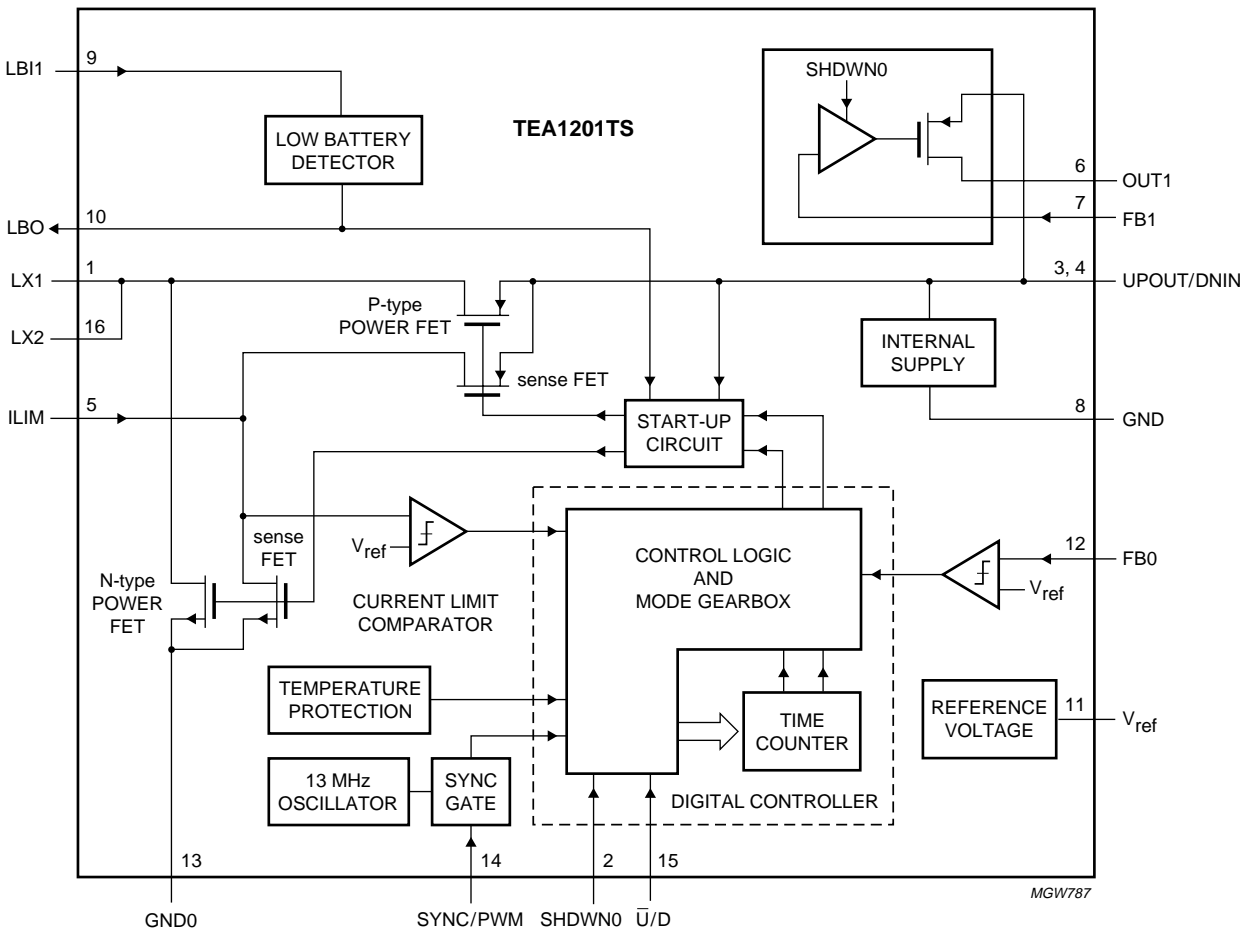 LBI1
9
SHDWN0
TEA1201TS
LOW BATTERY
DETECTOR
6
OUT1
7
FB1
LBO
10
LX1
1
3, 4
UPOUT/DNIN
P-type
POWER FET
LX2
16
INTERNAL
SUPPLY
sense FET
ILIM
5
START-UP
CIRCUIT
8
GND
sense
FET
Vref
CONTROL LOGIC
AND
MODE GEARBOX
12
FB0
Vref
N-type
POWER
FET
CURRENT LIMIT
COMPARATOR
TEMPERATURE
PROTECTION
TIME
COUNTER
REFERENCE
VOLTAGE
11
Vref
13 MHz
OSCILLATOR
SYNC
GATE
DIGITAL CONTROLLER
13
14
2
15
MGW787
GND0
SYNC/PWM
SHDWN0
U̅/D